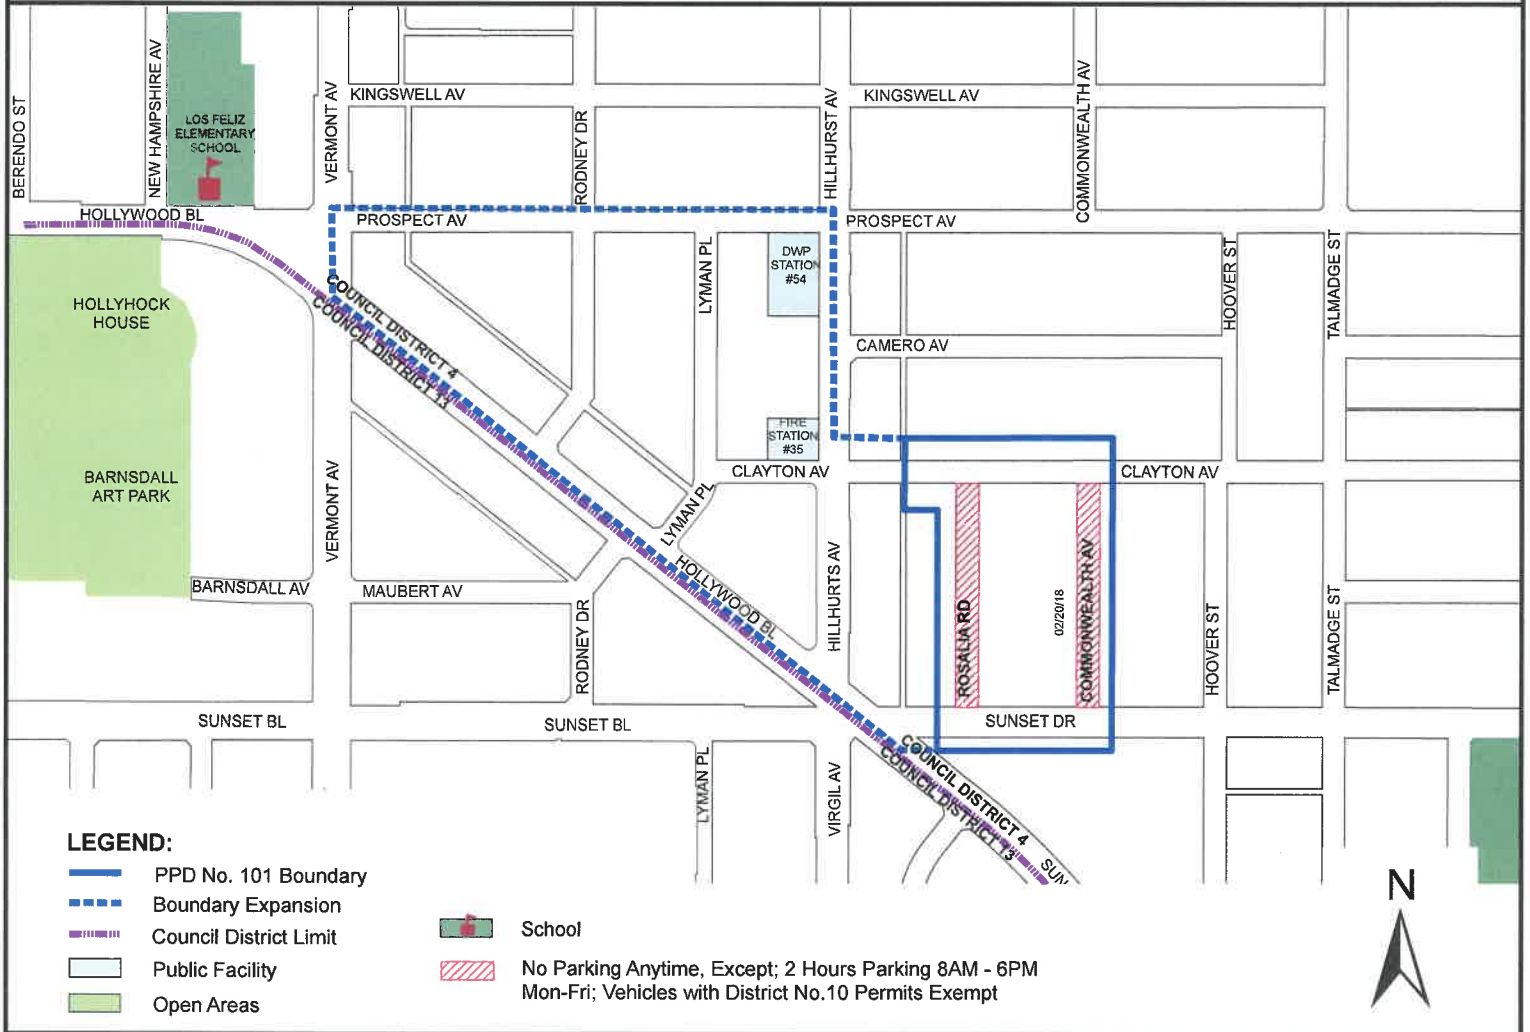 BERENDO ST
NEW HAMPSHIRE AV
LOS FELIZ
ELEMENTARY
SCHOOL
VERMONT AV
KINGSWELL AV
RODNEY DR
HILLHURST AV
KINGSWELL AV
COMMONWEALTH AV
HOLLYWOOD BL
PROSPECT AV
PROSPECT AV
LYMAN PL
DWP
STATION
#54
HOOVER ST
TALMADGE ST
HOLLYHOCK
HOUSE
COUNCIL DISTRICT 4
COUNCIL DISTRICT 13
CAMERO AV
FIRE
STATION
#35
CLAYTON AV
CLAYTON AV
BARNSDALL
ART PARK
VERMONT AV
LYMAN PL
HOLLYWOOD BL
HILLHURTS AV
ROSALIA RD
02/20/18
COMMONWEALTH AV
HOOVER ST
TALMADGE ST
BARNSDALL AV
MAUBERT AV
RODNEY DR
SUNSET BL
SUNSET BL
SUNSET DR
LYMAN PL
VIRGIL AV
COUNCIL DISTRICT 4
COUNCIL DISTRICT 13
SUN
LEGEND:
PPD No. 101 Boundary
Boundary Expansion
Council District Limit
Public Facility
Open Areas
School
No Parking Anytime, Except; 2 Hours Parking 8AM - 6PM
Mon-Fri; Vehicles with District No.10 Permits Exempt
N